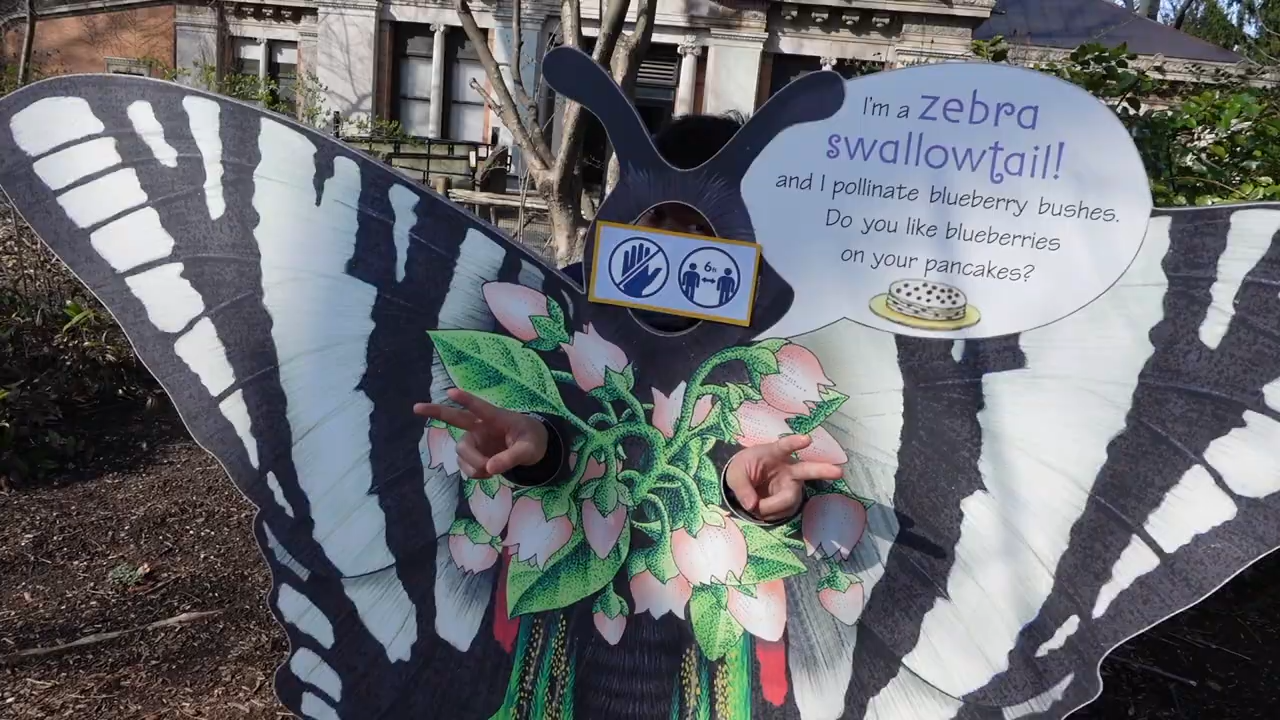 I'm a zebra
swallowtail!
and I pollinate blueberry bushes.
Do you like blueberries
on your pancakes?
6ft